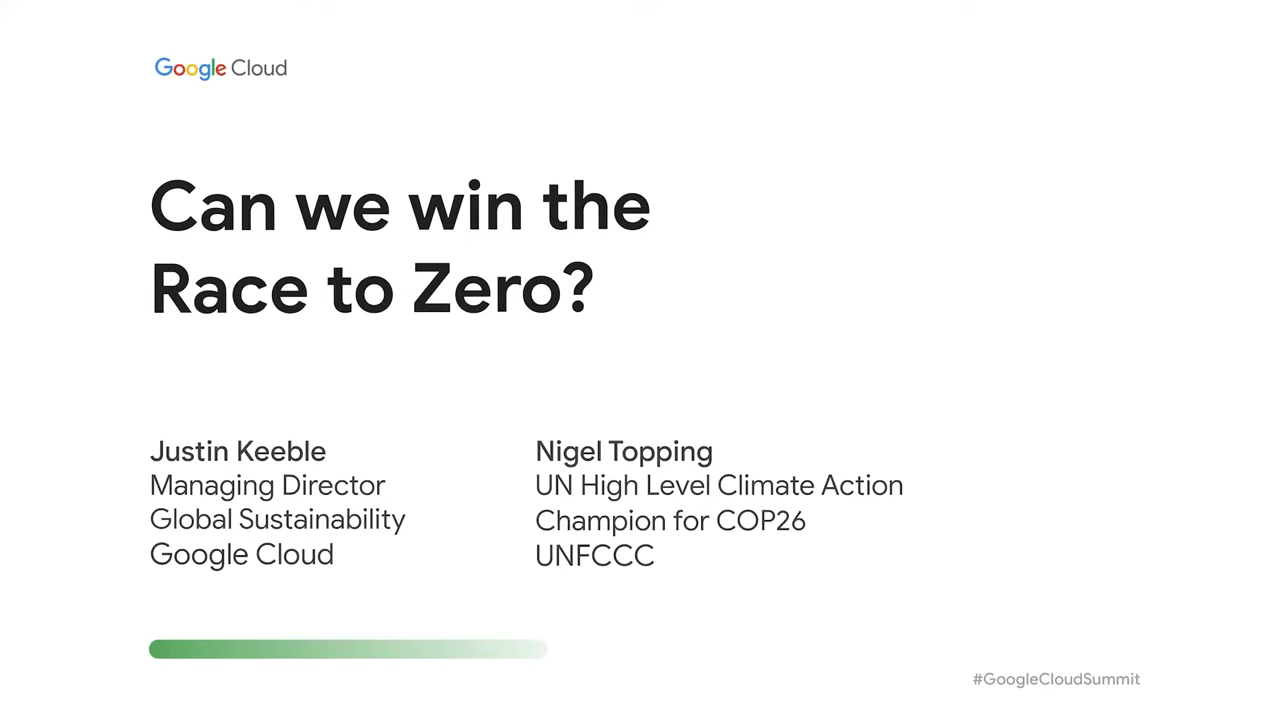 Google Cloud
Can we win the
Race to Zero?
Justin Keeble
Managing Director
Global Sustainability
Google Cloud
Nigel Topping
UN High Level Climate Action
Champion for COP26
UNFCCC
#GoogleCloudSummit